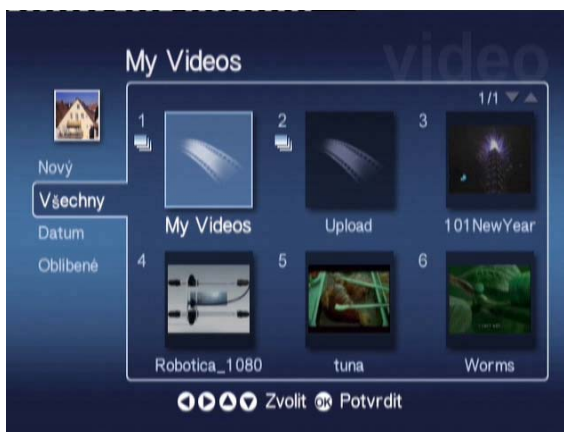 video
My Videos
1/1
Nový
Všechny
Datum
Oblibené
1
2
3
My Videos
Upload
101NewYear
4
5
6
Robotica_1080
tuna
Worms
Zvolit OK Potvrdit